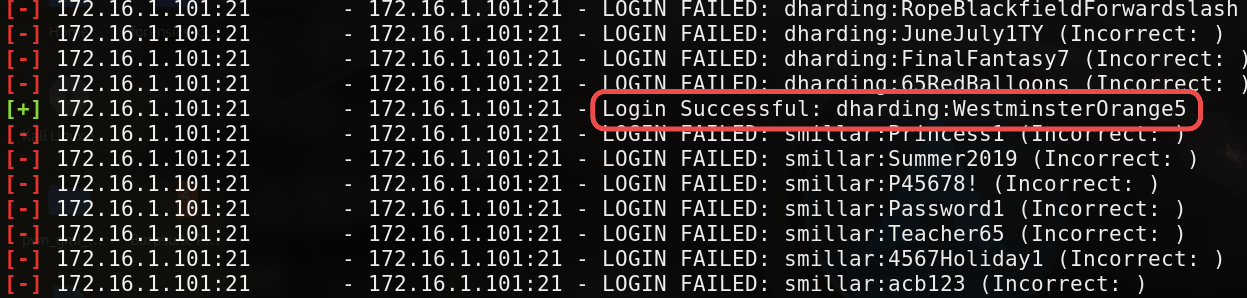 [-] 172.16.1.101:21 - 172.16.1.101:21 - LOGIN FAILED: dharding:RopeBlackfieldForwardslash
[-] 172.16.1.101:21 - 172.16.1.101:21 - LOGIN FAILED: dharding:JuneJuly1TY (Incorrect: )
[-] 172.16.1.101:21 - 172.16.1.101:21 - LOGIN FAILED: dharding:FinalFantasy7 (Incorrect: )
[-] 172.16.1.101:21 - 172.16.1.101:21 - LOGIN FAILED: dharding:65RedBalloons (Incorrect: )
[+] 172.16.1.101:21 - 172.16.1.101:21 - Login Successful: dharding:WestminsterOrange5
[-] 172.16.1.101:21 - 172.16.1.101:21 - LOGIN FAILED: smillar:Princess1 (Incorrect: )
[-] 172.16.1.101:21 - 172.16.1.101:21 - LOGIN FAILED: smillar:Summer2019 (Incorrect: )
[-] 172.16.1.101:21 - 172.16.1.101:21 - LOGIN FAILED: smillar:P45678! (Incorrect: )
[-] 172.16.1.101:21 - 172.16.1.101:21 - LOGIN FAILED: smillar:Password1 (Incorrect: )
[-] 172.16.1.101:21 - 172.16.1.101:21 - LOGIN FAILED: smillar:Teacher65 (Incorrect: )
[-] 172.16.1.101:21 - 172.16.1.101:21 - LOGIN FAILED: smillar:4567Holiday1 (Incorrect: )
[-] 172.16.1.101:21 - 172.16.1.101:21 - LOGIN FAILED: smillar:acb123 (Incorrect: )